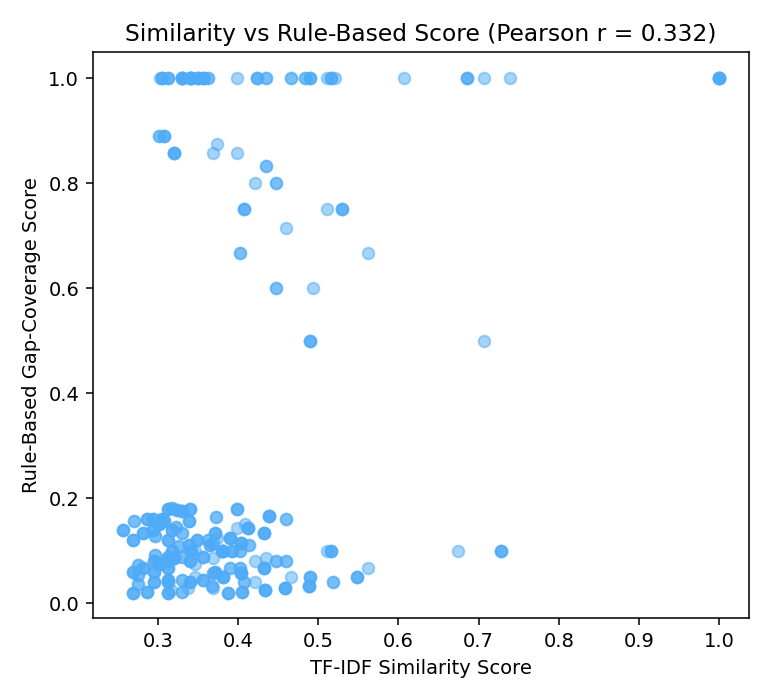 Similarity vs Rule-Based Score (Pearson r = 0.332)
Rule-Based Gap-Coverage Score
1.0
0.8
0.6
0.4
0.2
0.0
0.3 0.4 0.5 0.6 0.7 0.8 0.9 1.0
TF-IDF Similarity Score